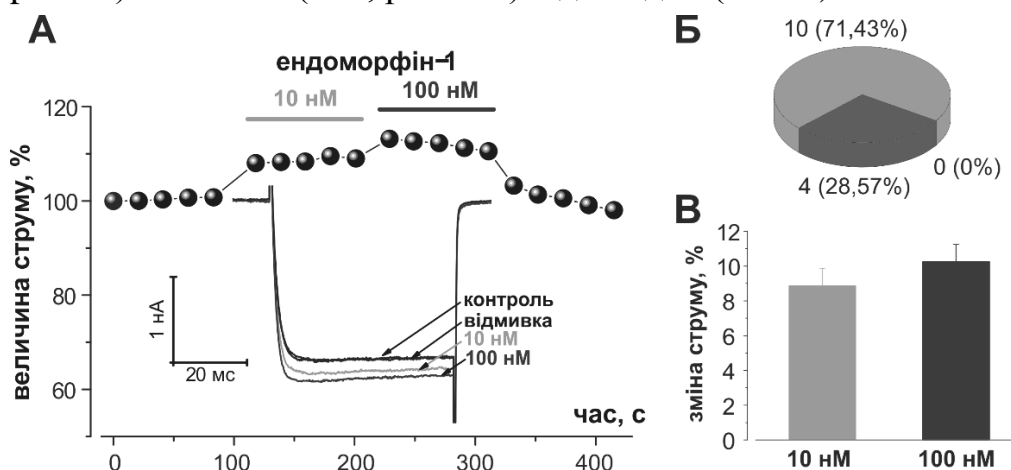 А
ендоморфін-1
10 нМ
100 нМ
величина струму, %
120
100
80
60
0
100
200
300
400
час, с
1 нА
20 мс
контроль
відмивка
10 нМ
100 нМ
Б
10 (71,43%)
0 (0%)
4 (28,57%)
В
зміна струму, %
12
10
8
6
4
2
0
10 нМ
100 нМ